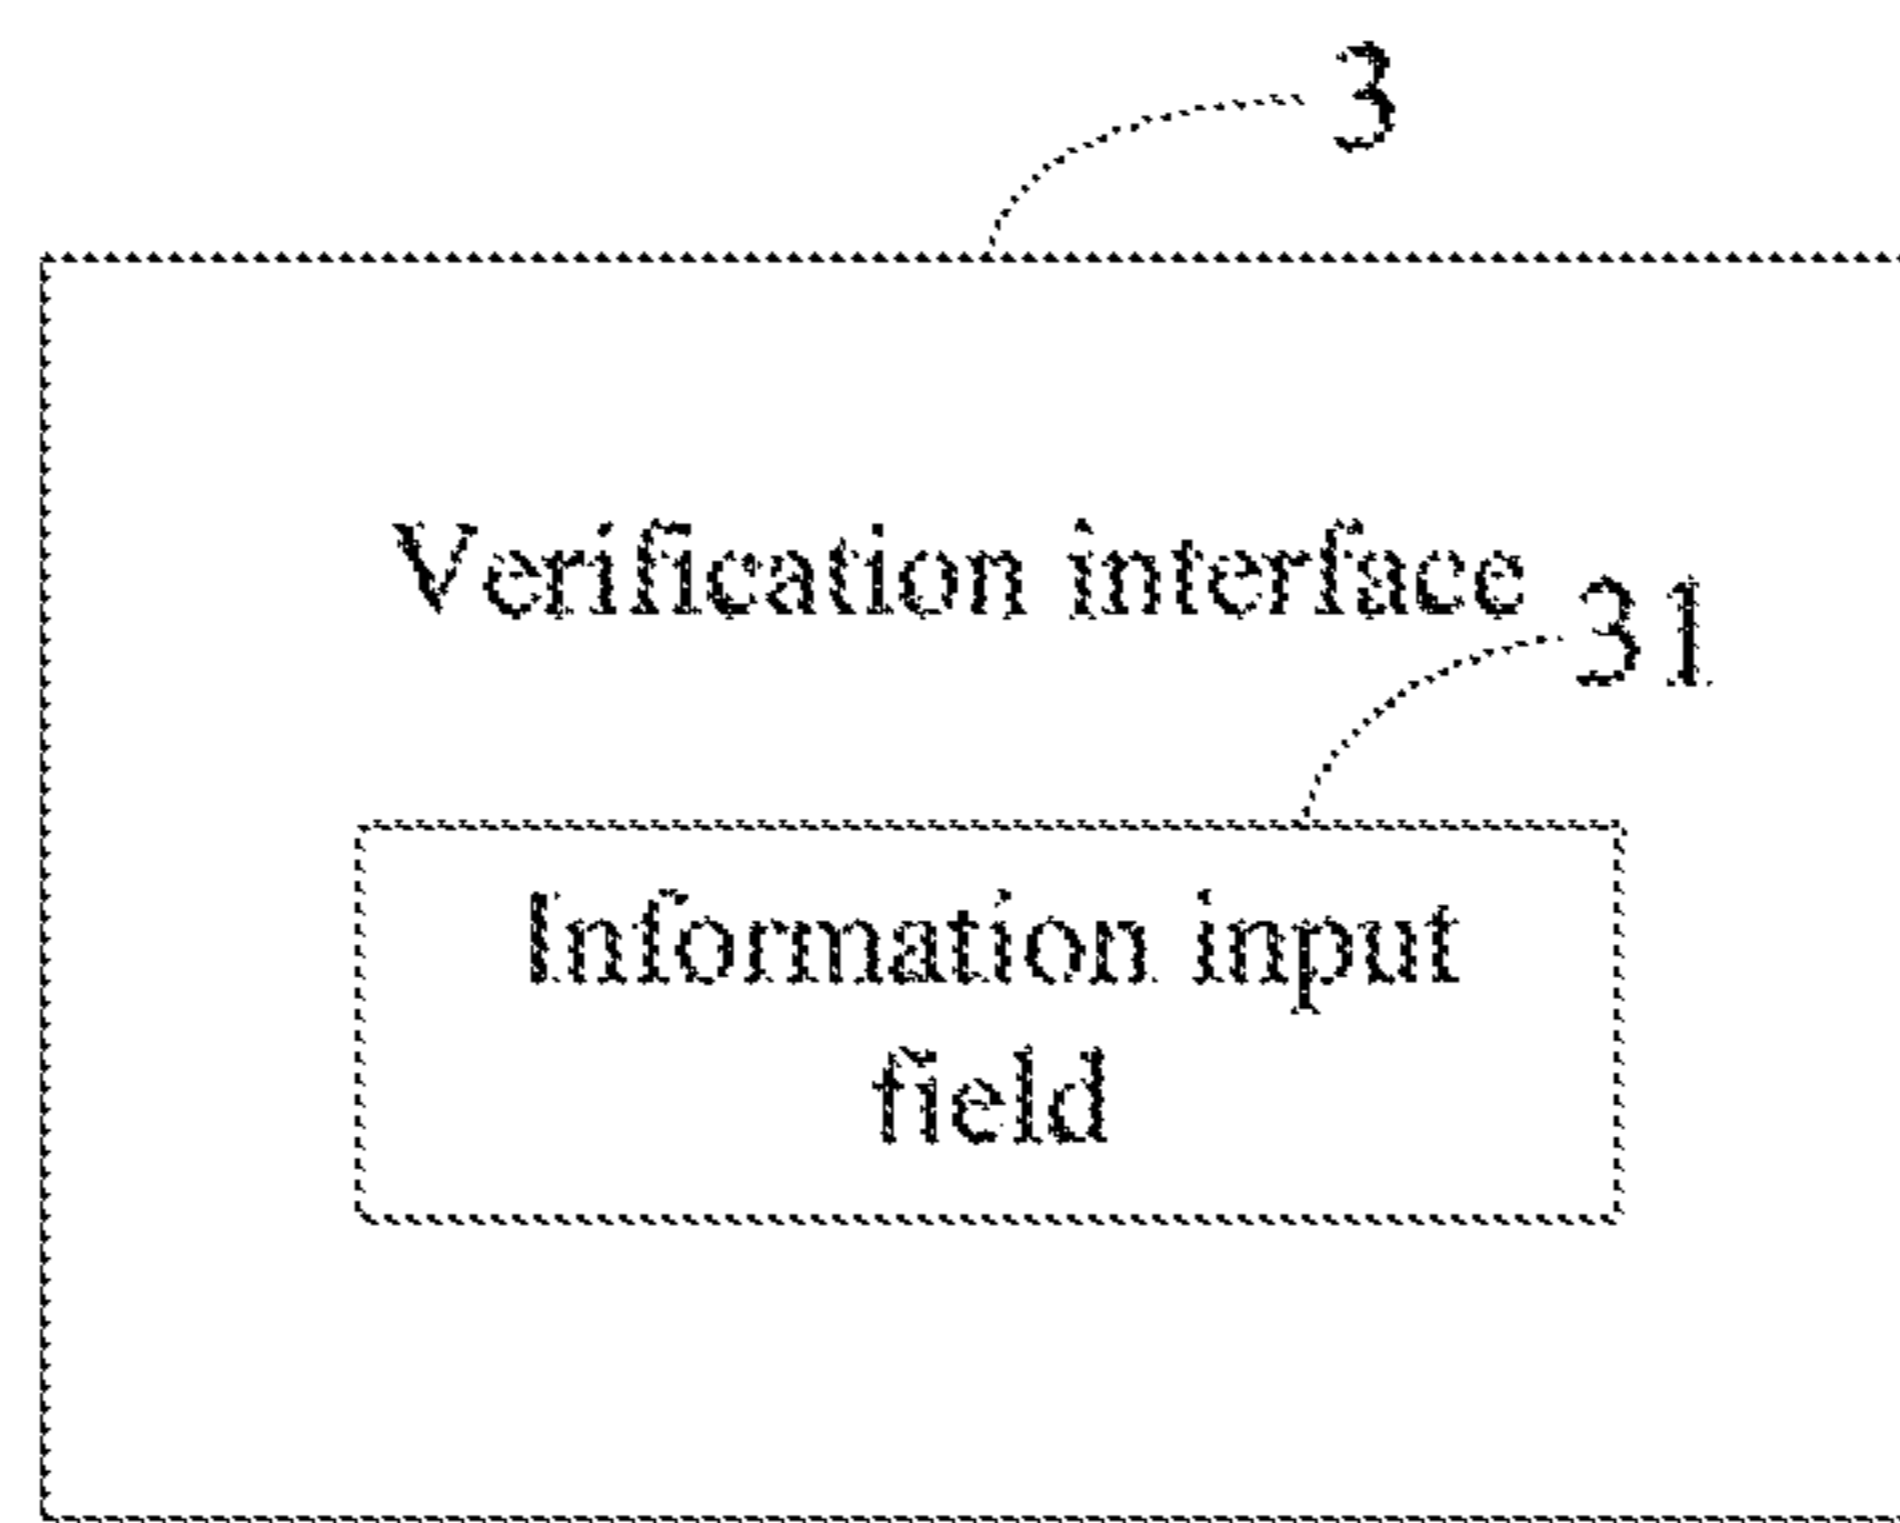 3
Verification interface
31
Information input
field